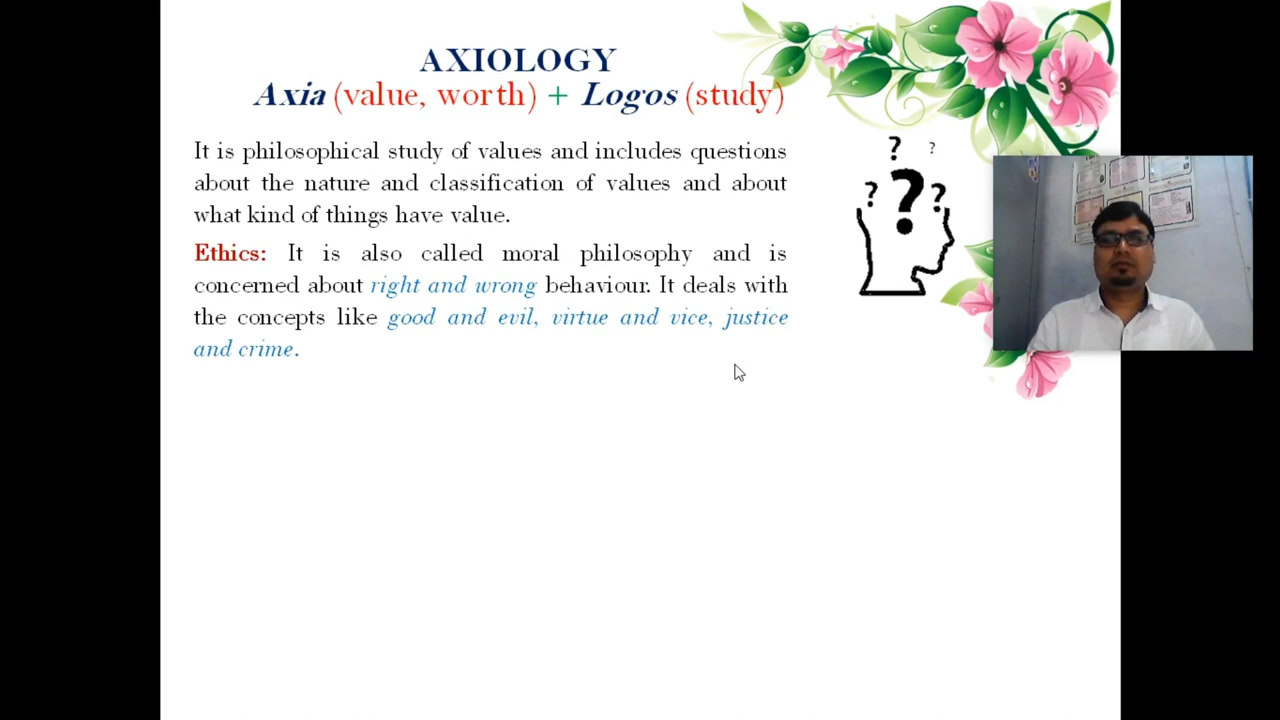 AXIOLOGY
Axia (value, worth) + Logos (study)
It is philosophical study of values and includes questions
about the nature and classification of values and about
what kind of things have value.
Ethics: It is also called moral philosophy and is
concerned about right and wrong behaviour. It deals with
the concepts like good and evil, virtue and vice, justice
and crime.
? ?
? ? ?